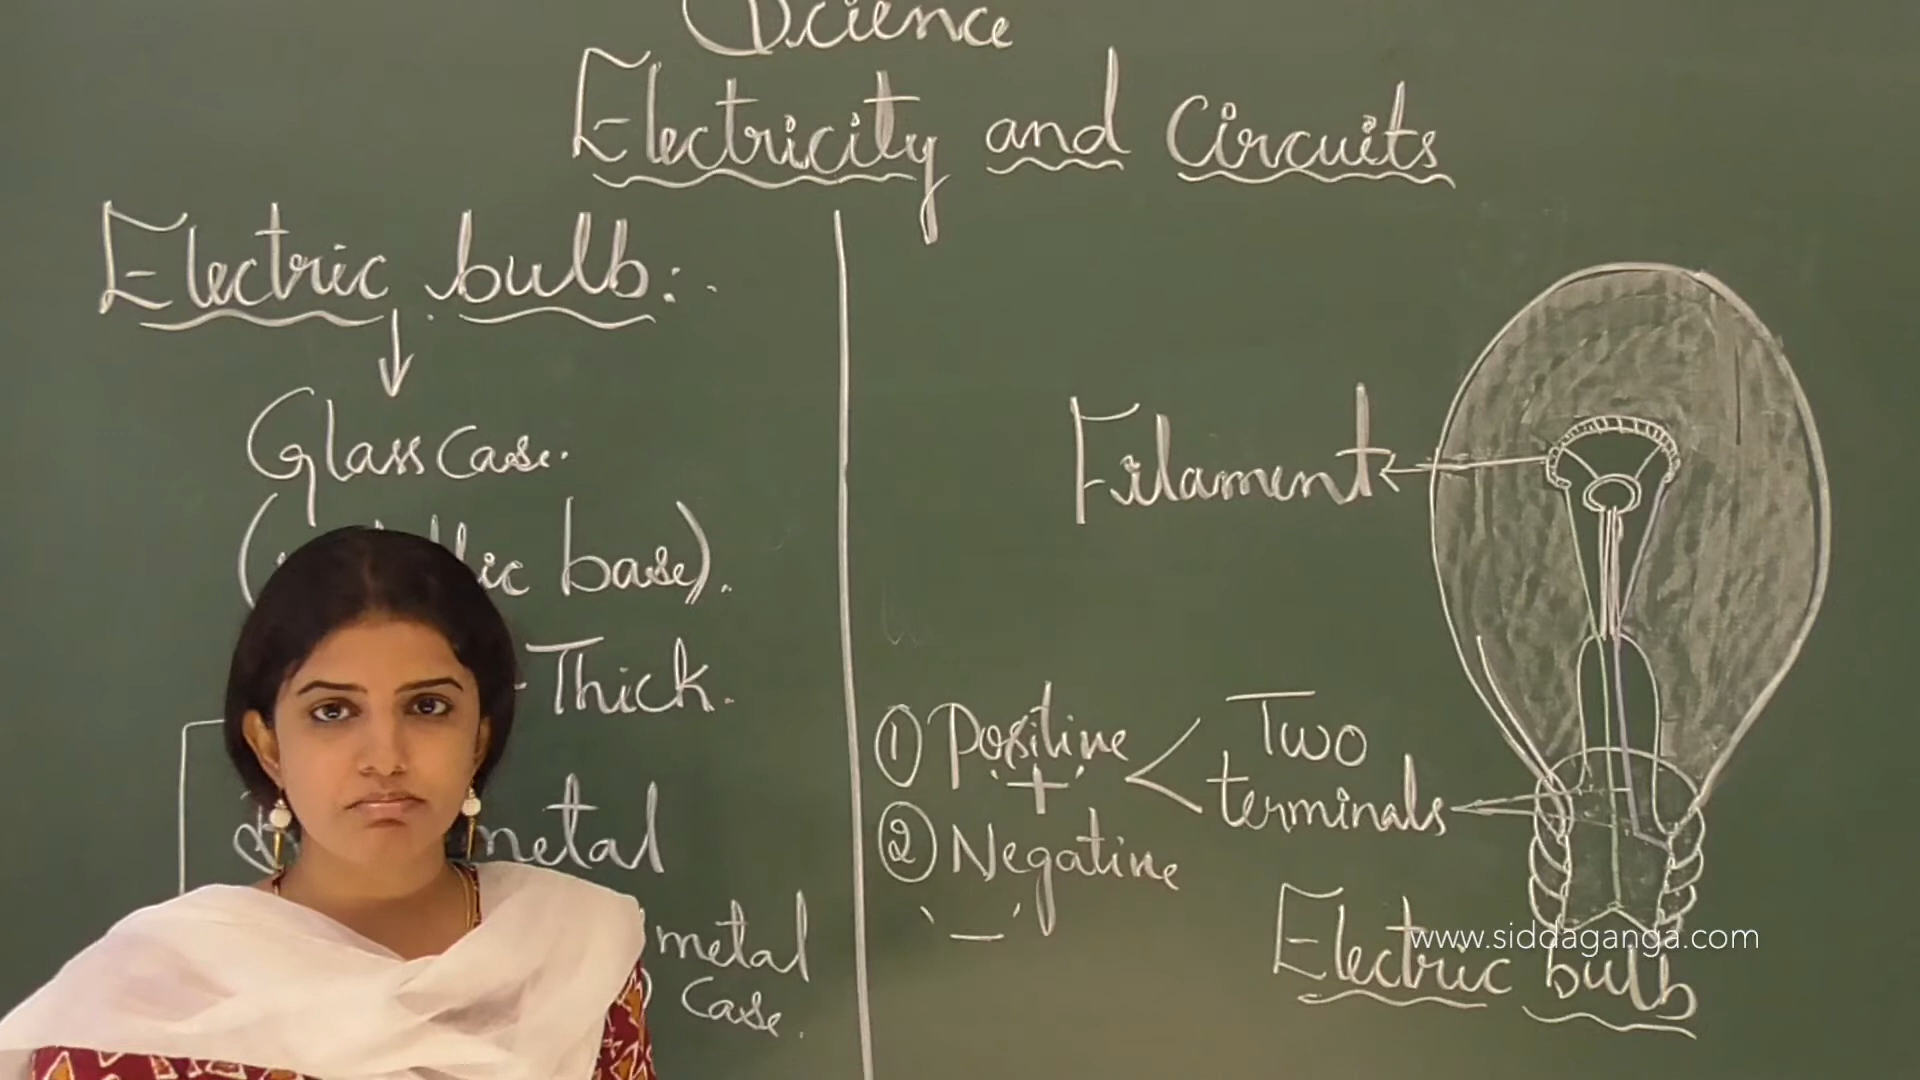 Science
Electricity and Circuits
Electric bulb:
Glass case.
base).
Thick.
metal
metal
Case.
Filament
① Positive
+
② Negative
-
Two
terminals
Electric bulb
www.siddaganga.com